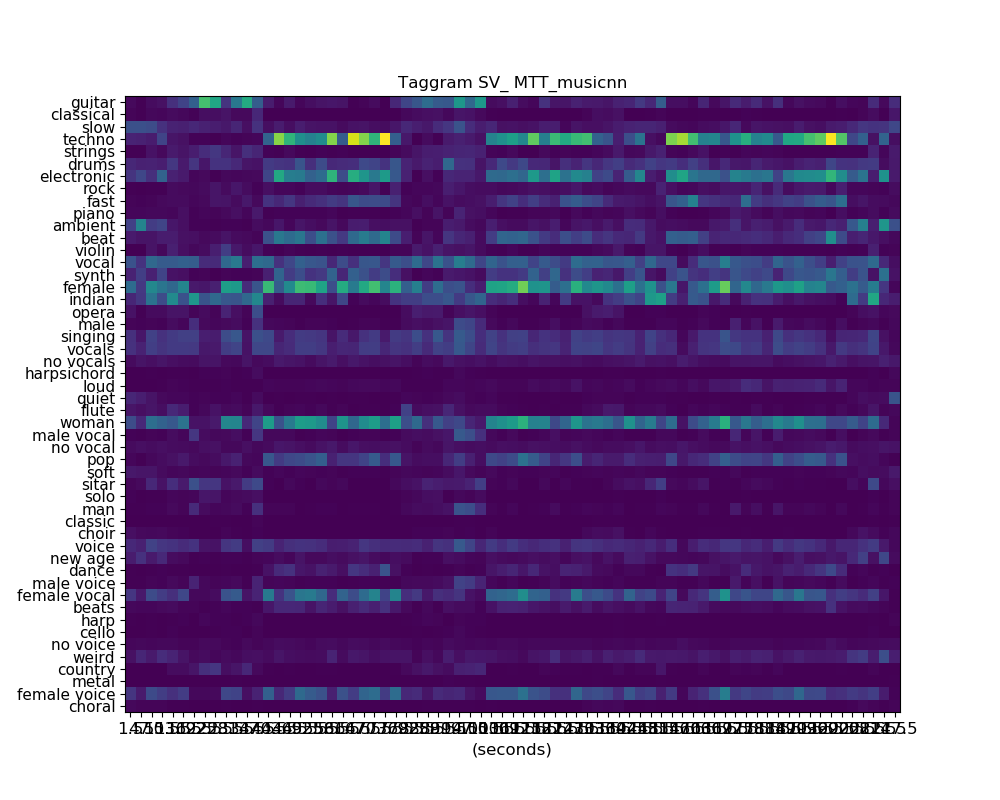 Taggram SV_ MTT_musicnn
guitar
classical
slow
techno
strings
drums
electronic
rock
fast
piano
ambient
beat
violin
vocal
synth
female
indian
opera
male
singing
vocals
no vocals
harpsichord
loud
quiet
flute
woman
male vocal
no vocal
pop
soft
sitar
solo
man
classic
choir
voice
new age
dance
male voice
female vocal
beats
harp
cello
no voice
weird
country
metal
female voice
choral
(seconds)